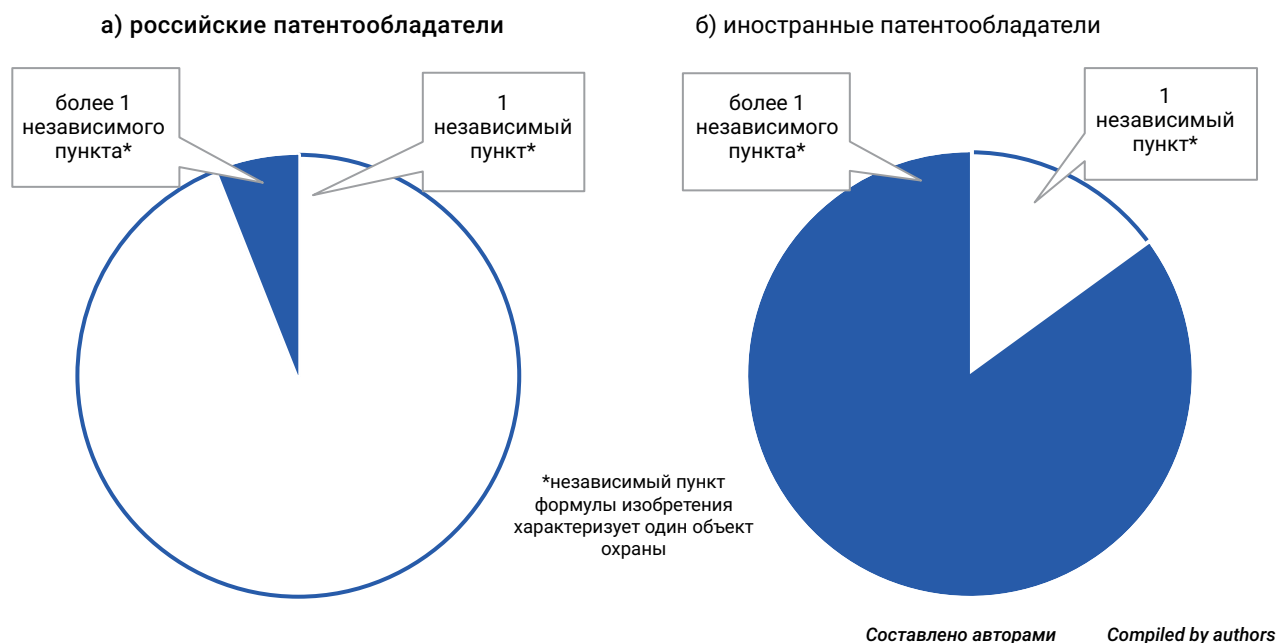 а) российские патентообладатели
более 1
независимого
пункта*
1
независимый
пункт*
б) иностранные патентообладатели
более 1
независимого
пункта*
1
независимый
пункт*
*независимый пункт
формулы изобретения
характеризует один объект
охраны
Составлено авторами Compiled by authors